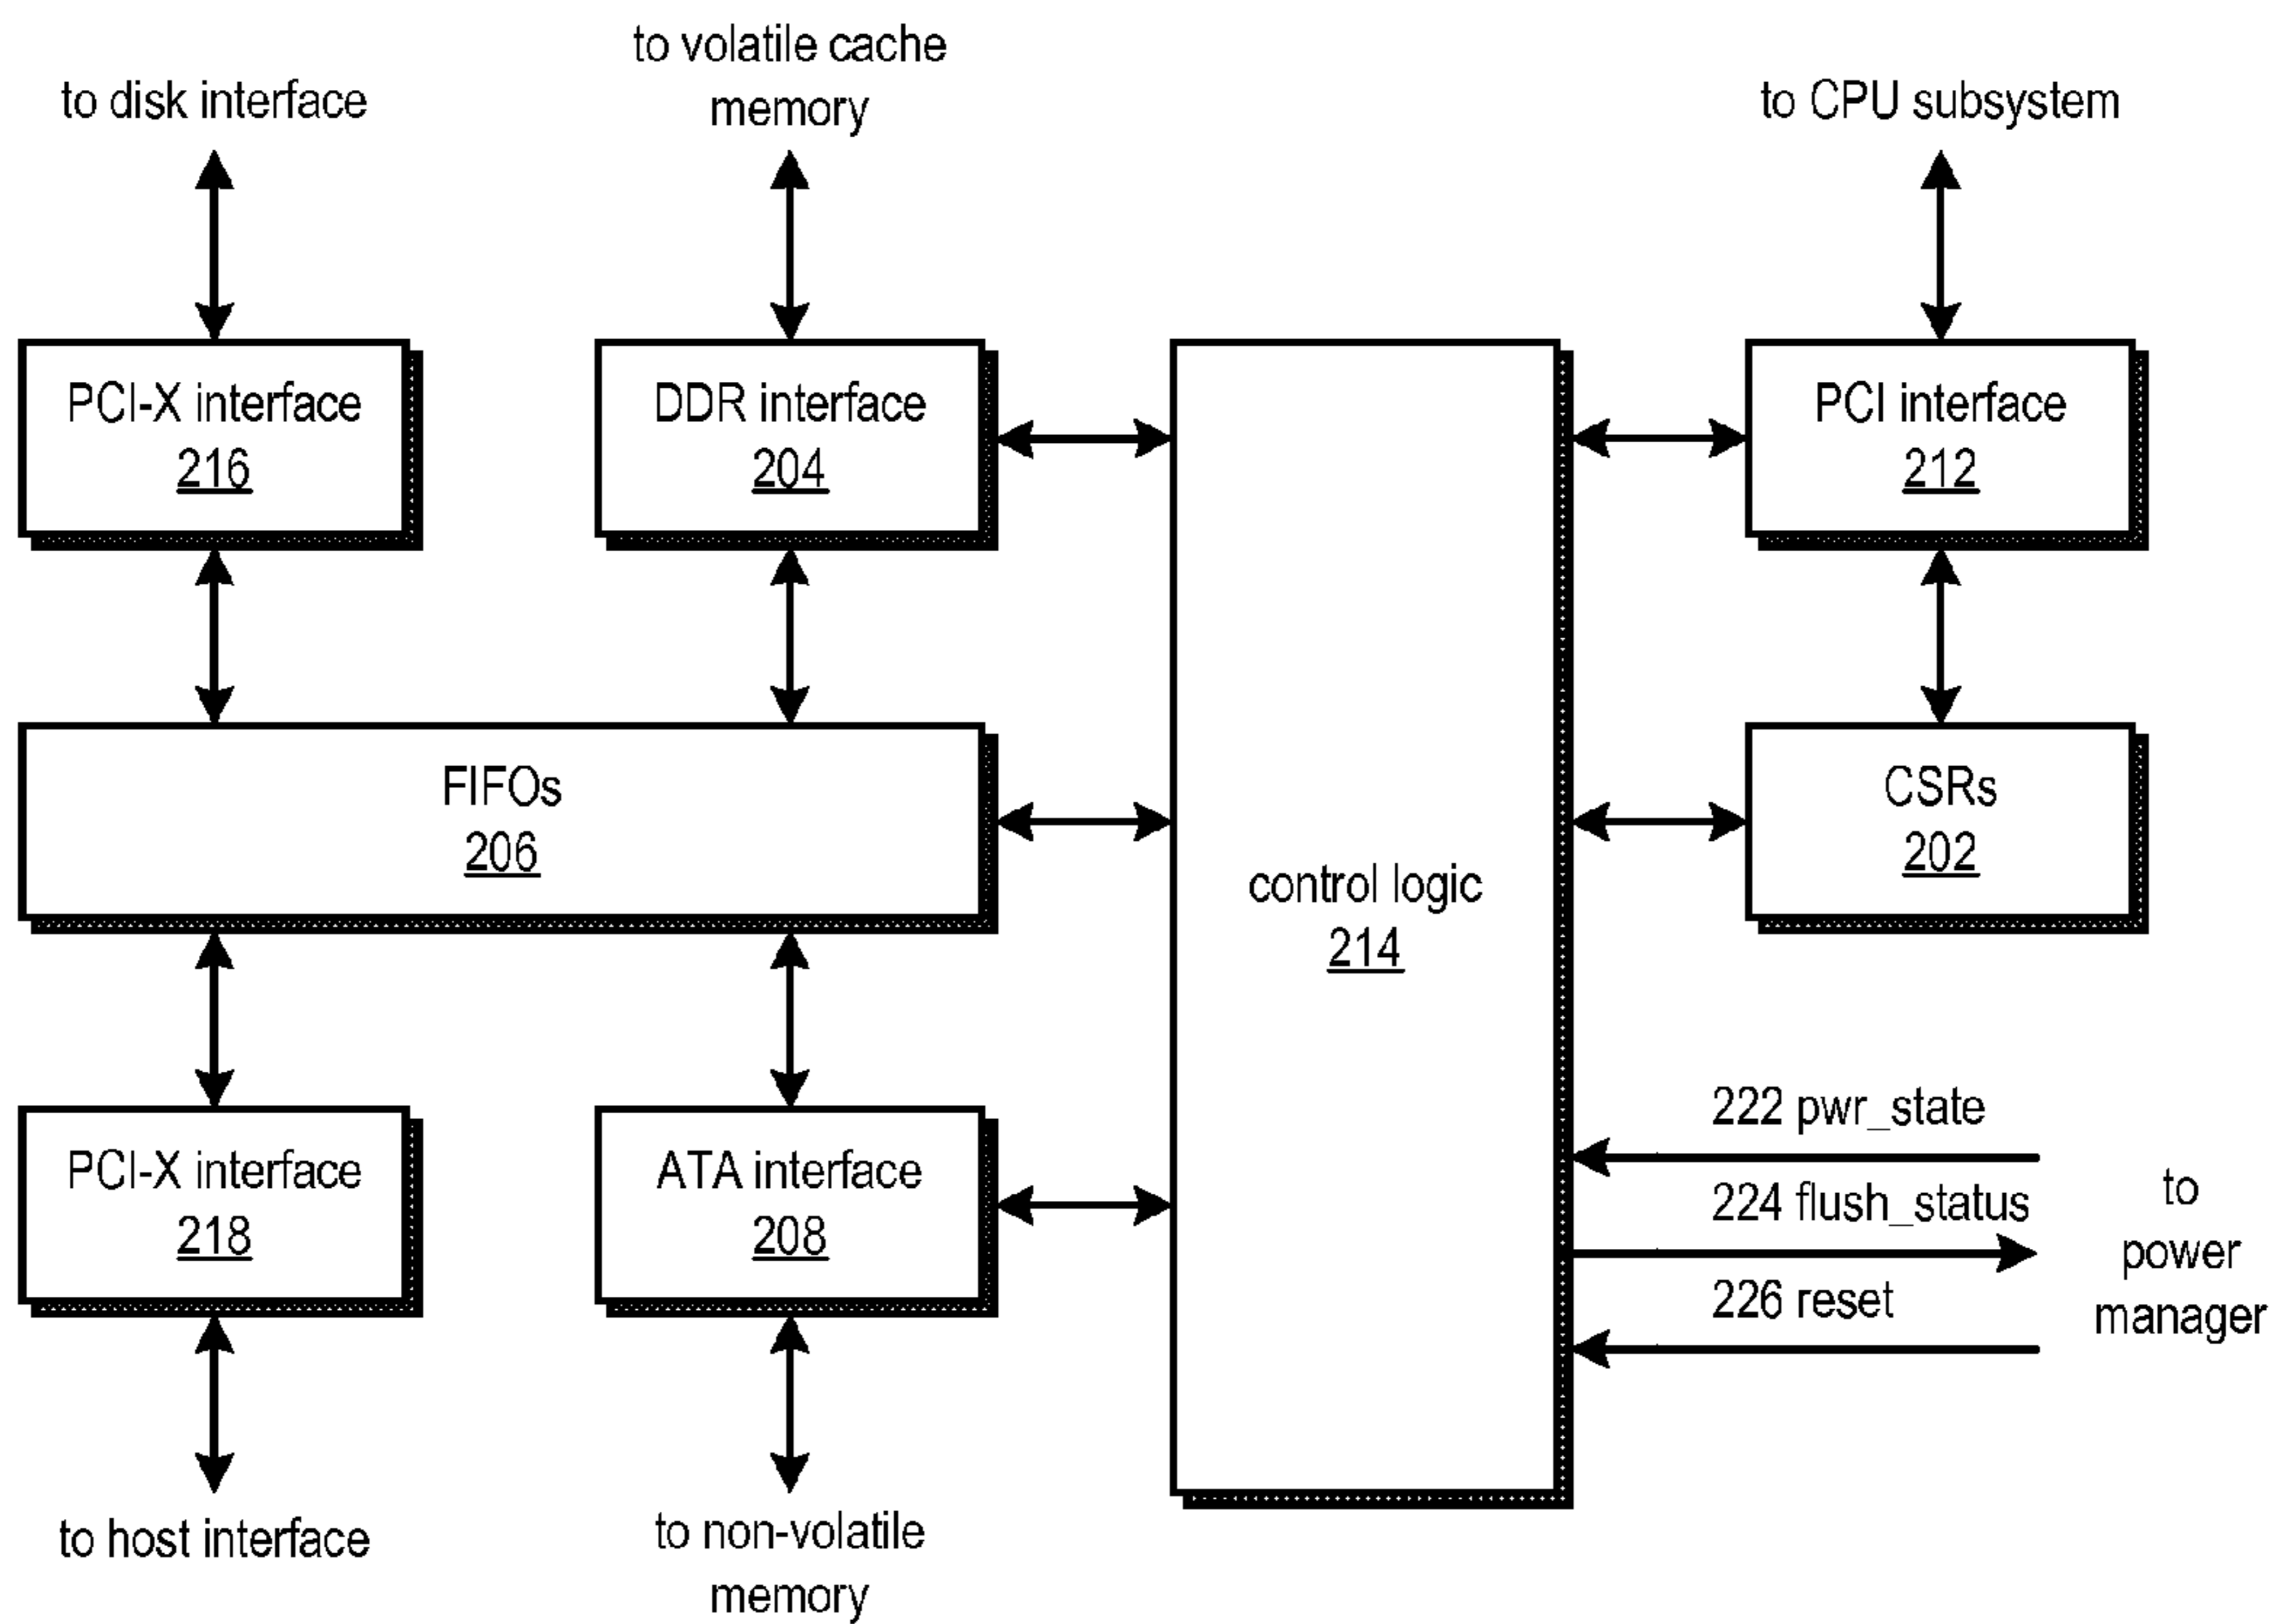 to disk interface
to volatile cache
memory
to CPU subsystem
PCI-X interface
216
DDR interface
204
PCI interface
212
FIFOs
206
control logic
214
CSRs
202
PCI-X interface
218
ATA interface
208
222 pwr_state
224 flush_status
226 reset
to
power
manager
to host interface
to non-volatile
memory